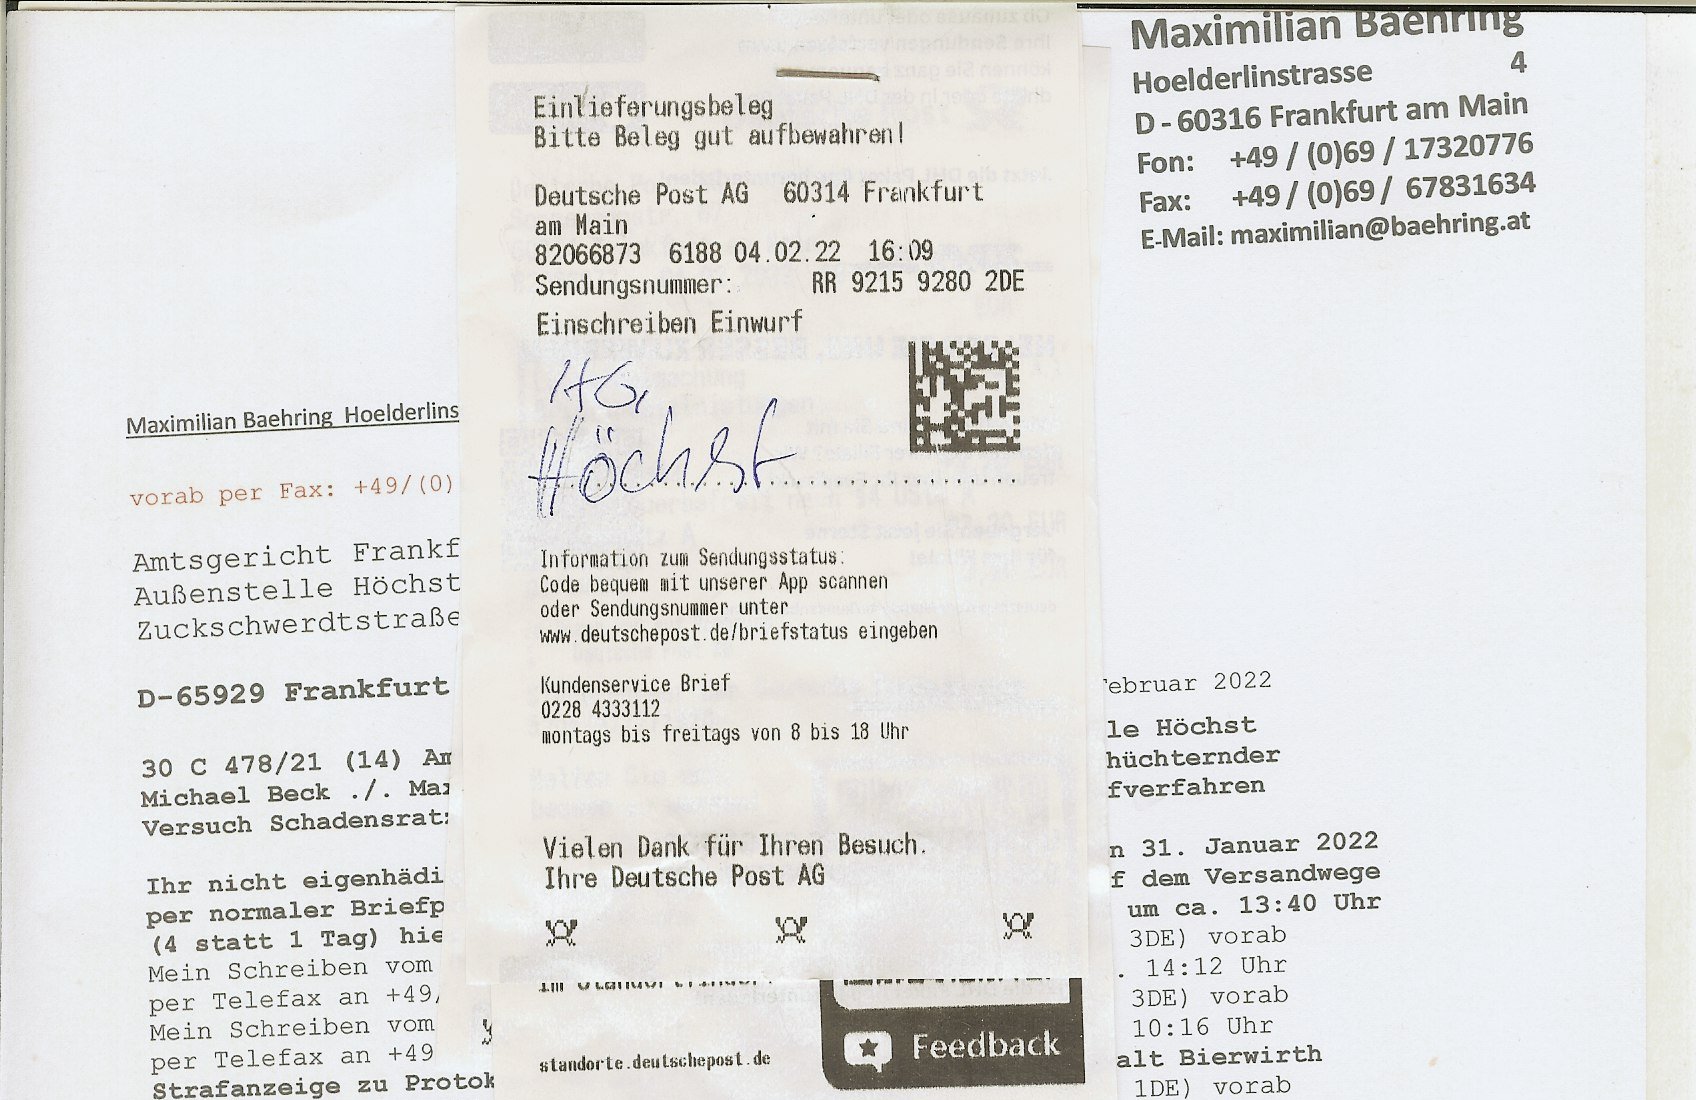 Maximilian Baehring
Hoelderlinstrasse 4
D - 60316 Frankfurt am Main
Fon: +49 / (0)69 / 17320776
Fax: +49 / (0)69 / 67831634
E-Mail: maximilian@baehring.at
Einlieferungsbeleg
Bitte Beleg gut aufbewahren!
Deutsche Post AG 60314 Frankfurt
am Main
82066873 6188 04.02.22 16:09
Sendungsnummer: RR 9215 9280 2DE
Einschreiben Einwurf
AG,
Höchst
Information zum Sendungsstatus:
Code bequem mit unserer App scannen
oder Sendungsnummer unter
www.deutschepost.de/briefstatus eingeben
Kundenservice Brief
0228 4333112
montags bis freitags von 8 bis 18 Uhr
Vielen Dank für Ihren Besuch.
Ihre Deutsche Post AG
standorte.deutschepost.de
Feedback
Maximilian Baehring Hoelderlins
vorab per Fax: +49/(0)
Amtsgericht Frankf
Außenstelle Höchst
Zuckschwerdtstraße
D-65929 Frankfurt
30 C 478/21 (14) Am
Michael Beck ./. Max
Versuch Schadensrat
Ihr nicht eigenhädi
per normaler Briefp
(4 statt 1 Tag) hie
Mein Schreiben vom
per Telefax an +49/
Mein Schreiben vom
per Telefax an +49
Strafanzeige zu Protok
ebruar 2022
le Höchst
hüchternder
fverfahren
n 31. Januar 2022
f dem Versandwege
um ca. 13:40 Uhr
3DE) vorab
. 14:12 Uhr
3DE) vorab
10:16 Uhr
alt Bierwirth
1DE) vorab